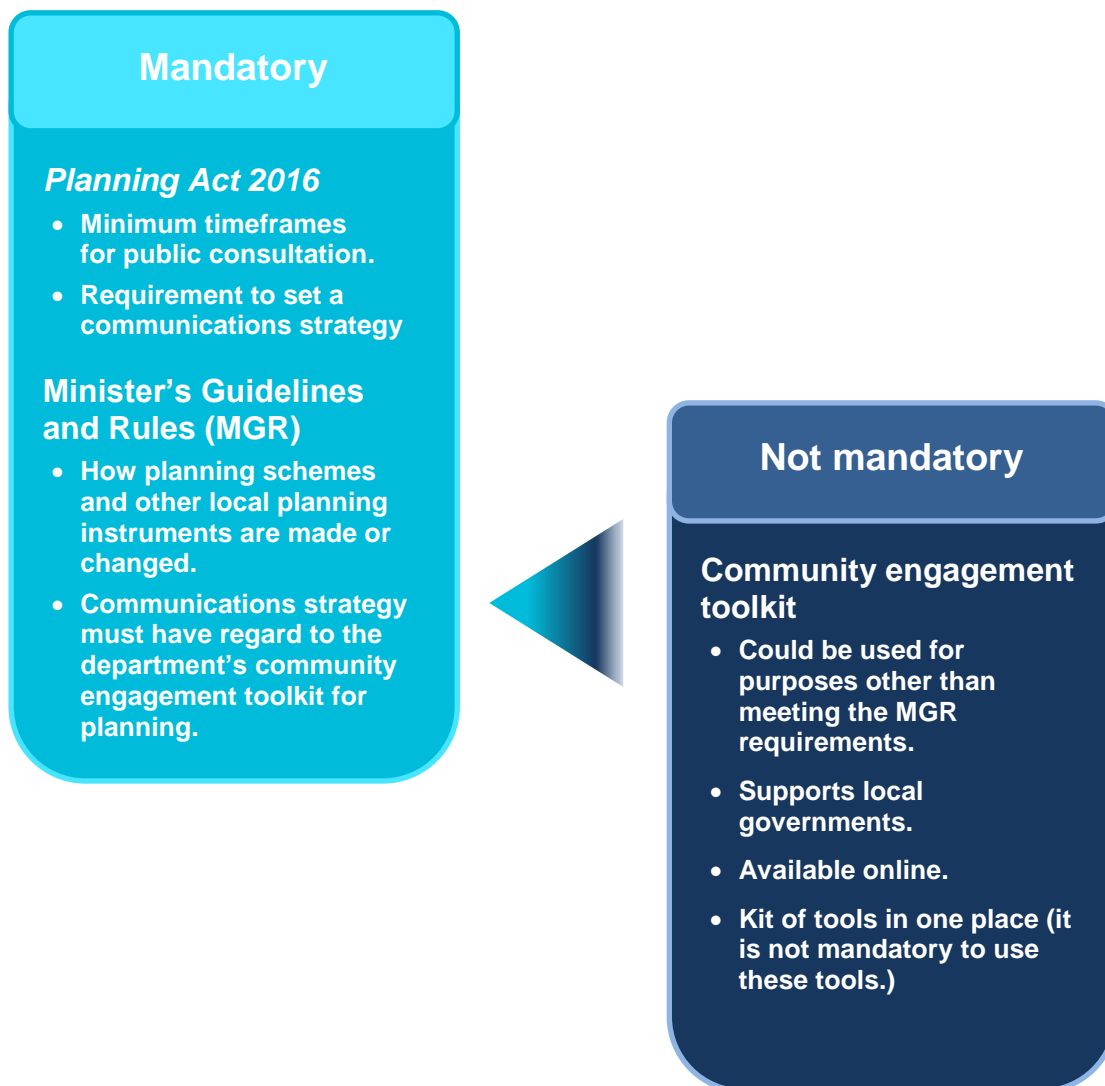 Mandatory
Planning Act 2016
• Minimum timeframes
for public consultation.
• Requirement to set a
communications strategy
Minister’s Guidelines
and Rules (MGR)
• How planning schemes
and other local planning
instruments are made or
changed.
• Communications strategy
must have regard to the
department’s community
engagement toolkit for
planning.
Not mandatory
Community engagement
toolkit
• Could be used for
purposes other than
meeting the MGR
requirements.
• Supports local
governments.
• Available online.
• Kit of tools in one place (it
is not mandatory to use
these tools.)